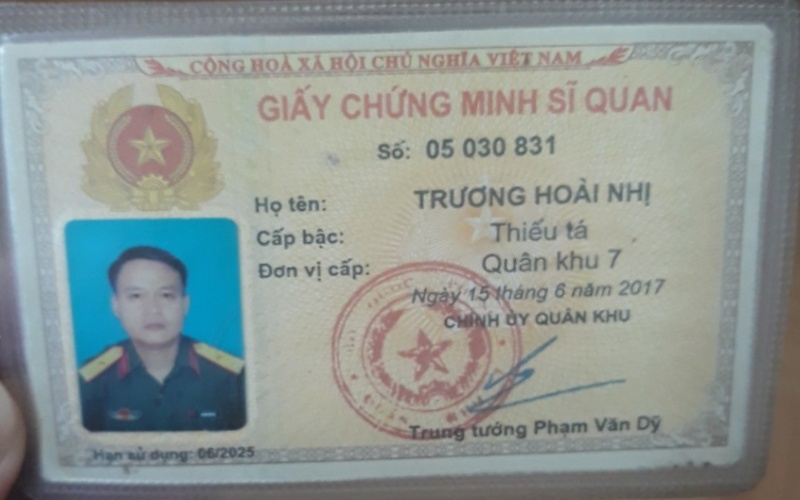 CỘNG HOÀ XÃ HỘI CHỦ NGHĨA VIỆT NAM
GIẤY CHỨNG MINH SĨ QUAN
Số: 05 030 831
Họ tên: TRƯƠNG HOÀI NHỊ
Cấp bậc: Thiếu tá
Đơn vị cấp: Quân khu 7
Ngày 15 tháng 6 năm 2017
CHÍNH ỦY QUÂN KHU
Trung tướng Phạm Văn Dỹ
Hạn sử dụng: 06/2025